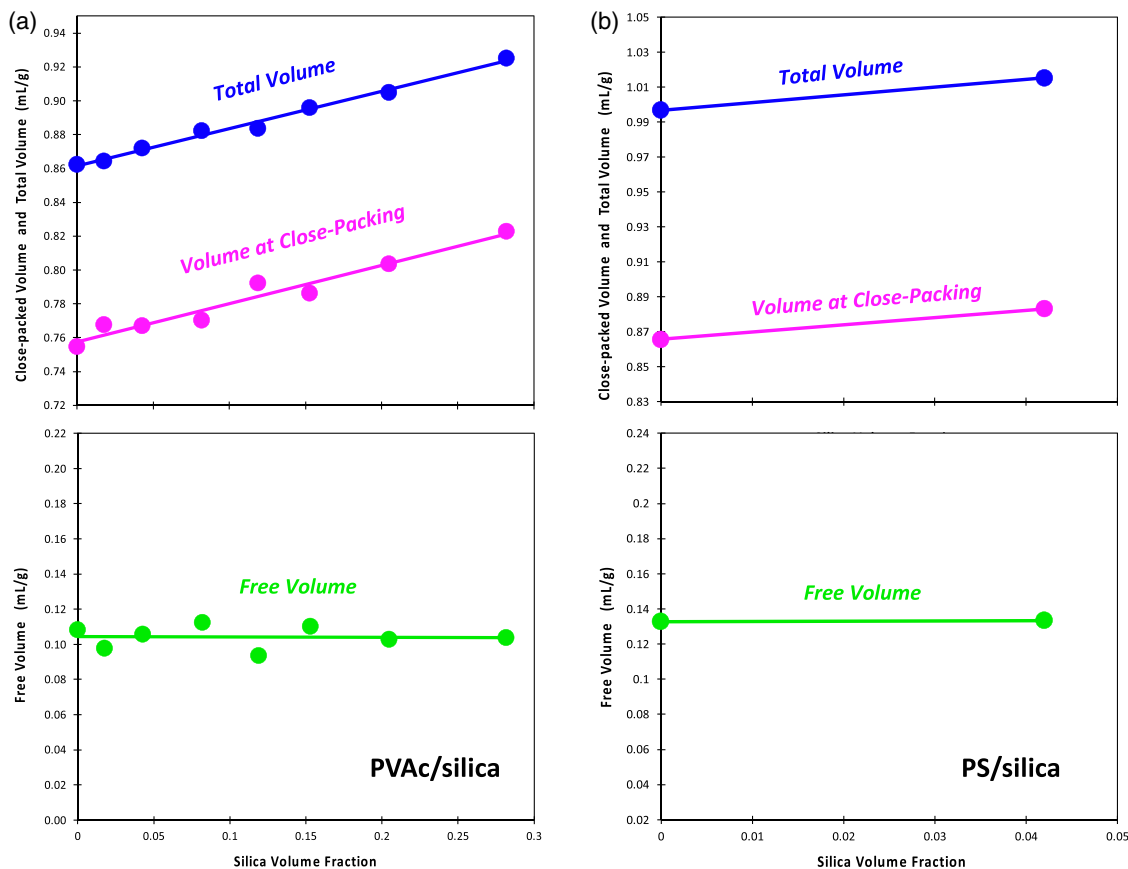 (a)
Close-packed Volume and Total Volume (mL/g)
0.94
0.92
0.90
0.88
0.86
0.84
0.82
0.80
0.78
0.76
0.74
0.72
Total Volume
Volume at Close-Packing
(b)
Close-packed Volume and Total Volume (mL/g)
1.05
1.03
1.01
0.99
0.97
0.95
0.93
0.91
0.89
0.87
0.85
0.83
Total Volume
Volume at Close-Packing
Free Volume (mL/g)
0.22
0.20
0.18
0.16
0.14
0.12
0.10
0.08
0.06
0.04
0.02
0.00
Free Volume
PVAc/silica
0 0.05 0.1 0.15 0.2 0.25 0.3
Silica Volume Fraction
Free Volume (mL/g)
0.24
0.22
0.2
0.18
0.16
0.14
0.12
0.1
0.08
0.06
0.04
0.02
Free Volume
PS/silica
0 0.01 0.02 0.03 0.04 0.05
Silica Volume Fraction